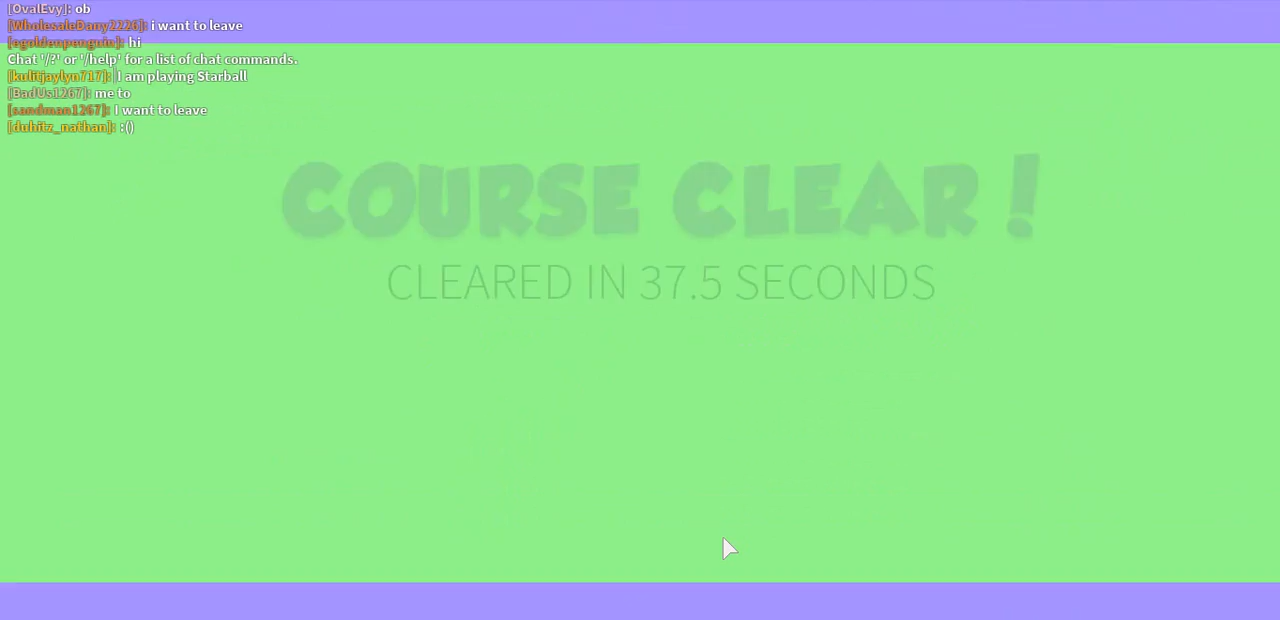 [OvalEvy]: ob
[WholesaleDany2226]: i want to leave
[egoldenpenguin]: hi
Chat '/?' or '/help' for a list of chat commands.
[kulitjaylyn717]: I am playing Starball
[BadUs1267]: me to
[sandman1267]: I want to leave
[duhitz_nathan]: :()
COURSE CLEAR!
CLEARED IN 37.5 SECONDS